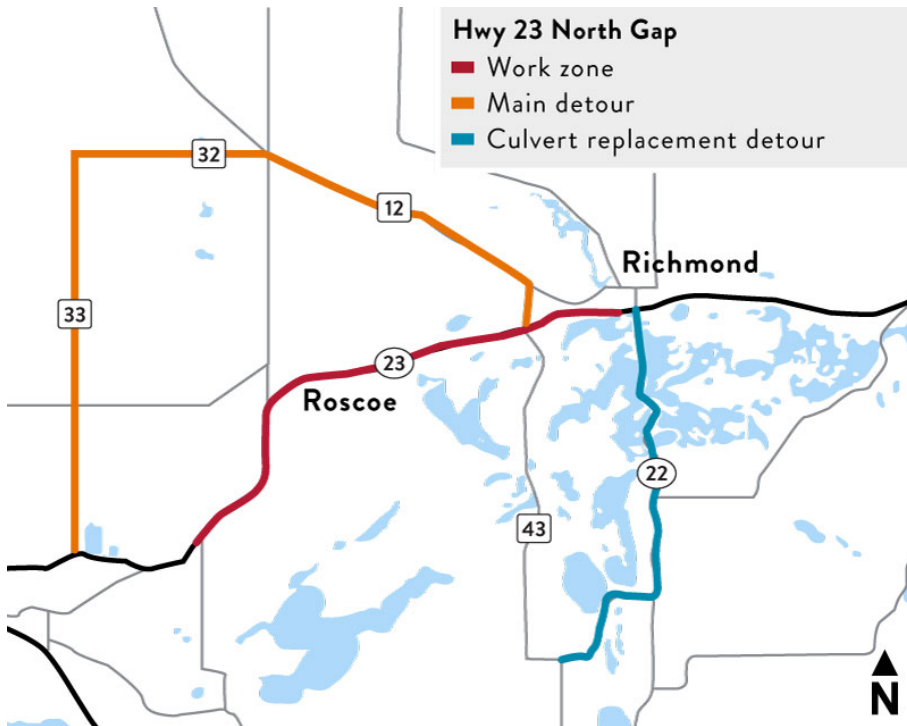 Hwy 23 North Gap
Work zone
Main detour
Culvert replacement detour
32
12
Richmond
33
23
Roscoe
22
43
N